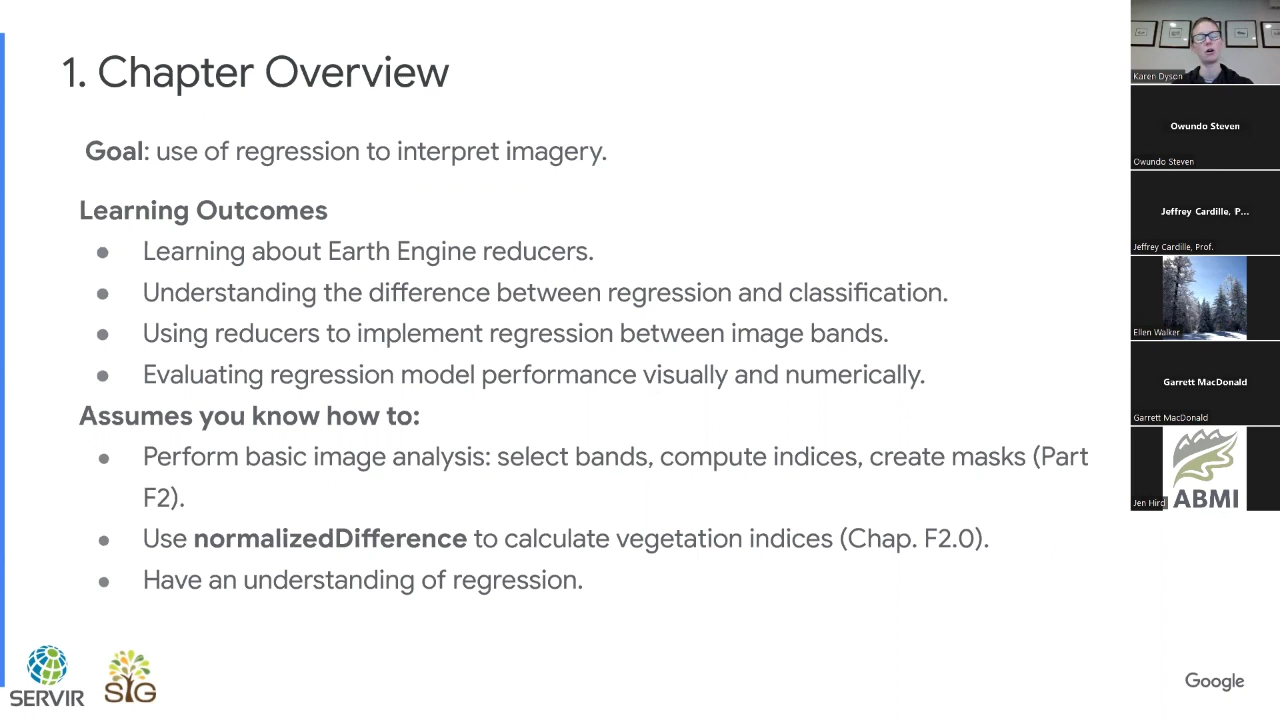 1. Chapter Overview
Goal: use of regression to interpret imagery.
Learning Outcomes
● Learning about Earth Engine reducers.
● Understanding the difference between regression and classification.
● Using reducers to implement regression between image bands.
● Evaluating regression model performance visually and numerically.
Assumes you know how to:
● Perform basic image analysis: select bands, compute indices, create masks (Part
F2).
● Use normalizedDifference to calculate vegetation indices (Chap. F2.0).
● Have an understanding of regression.
SERVIR
SIG
Google
Karen Dyson
Owundo Steven
Owundo Steven
Jeffrey Cardille, P...
Jeffrey Cardille, Prof.
Ellen Walker
Garrett MacDonald
Garrett MacDonald
ABMI
Jen Hird